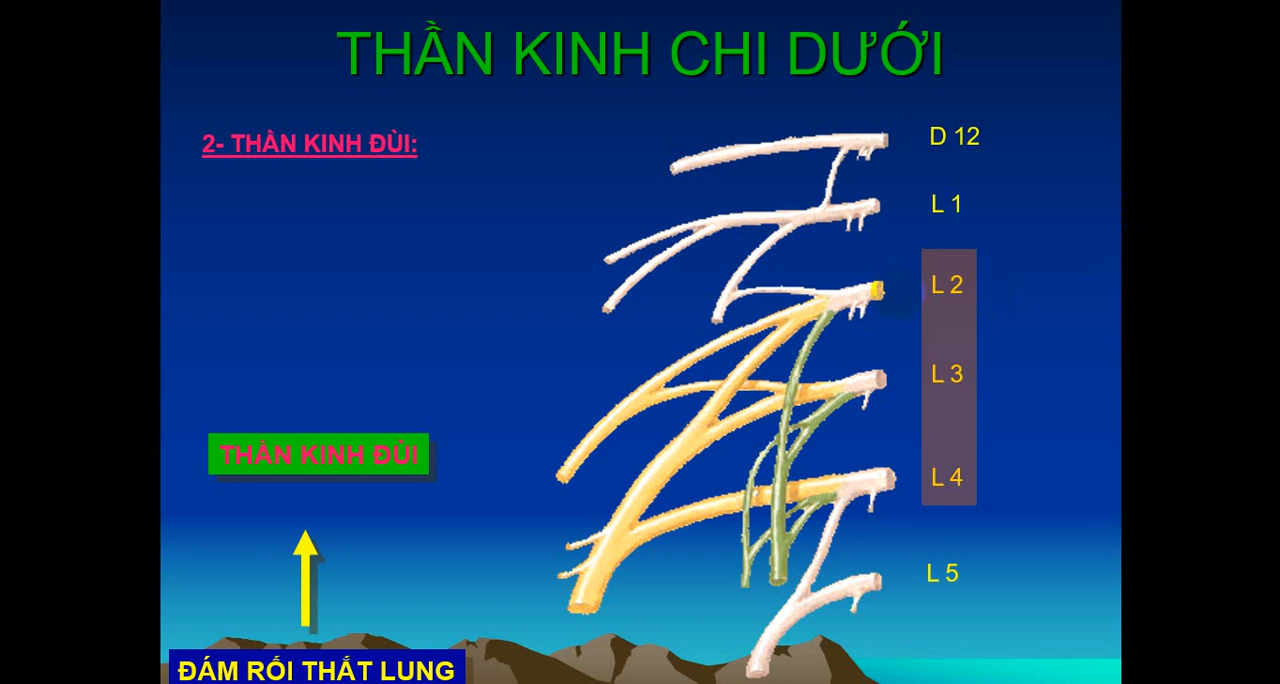 THẦN KINH CHI DƯỚI
2- THẦN KINH ĐÙI:
D 12
L 1
L 2
L 3
THẦN KINH ĐÙI
L 4
L 5
ĐÁM RỐI THẮT LUNG